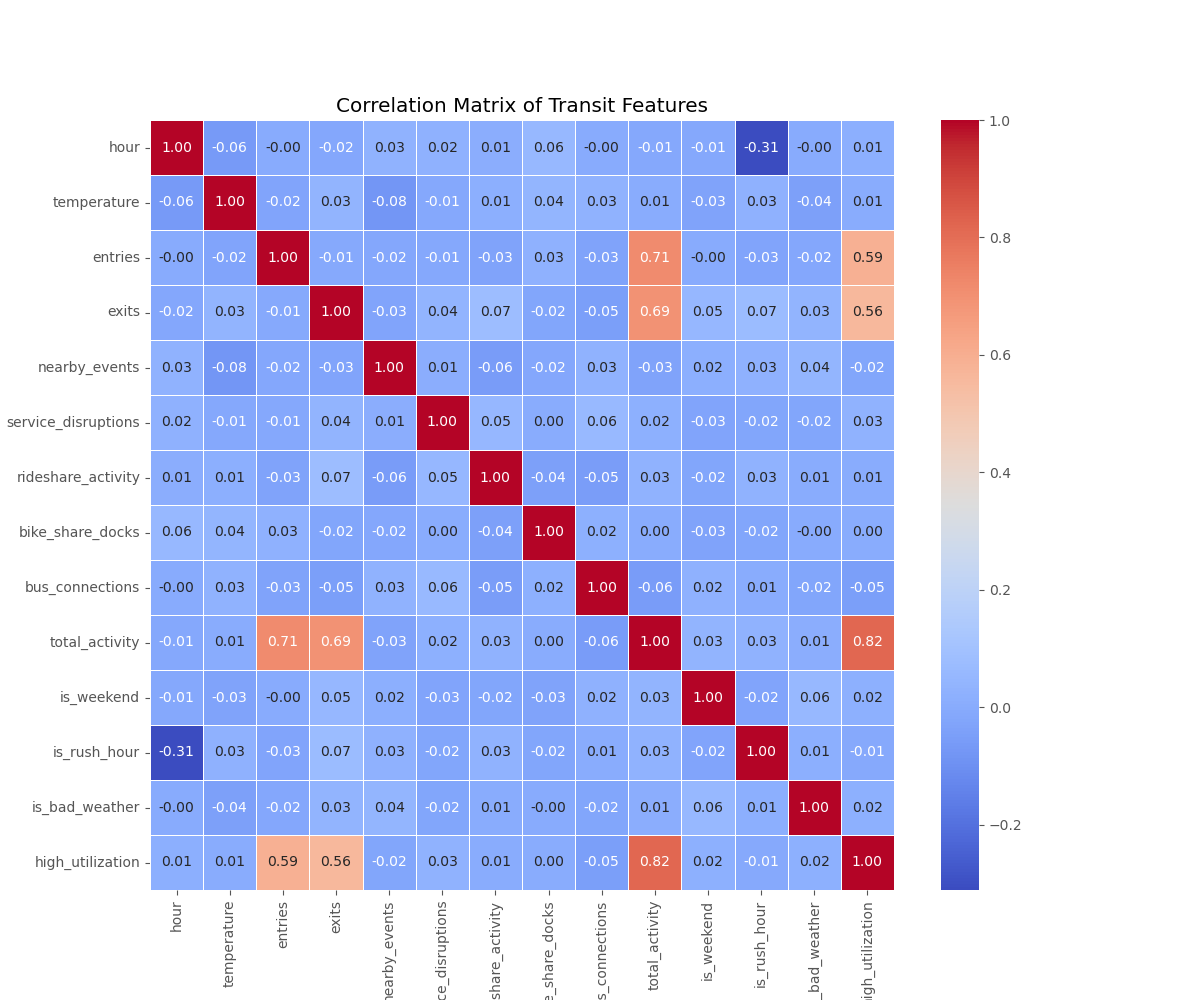 Correlation Matrix of Transit Features
hour 1.00 -0.06 -0.00 -0.02 0.03 0.02 0.01 0.06 -0.00 -0.01 -0.01 -0.31 -0.00 0.01
temperature -0.06 1.00 -0.02 0.03 -0.08 -0.01 0.01 0.04 0.03 0.01 -0.03 0.03 -0.04 0.01
entries -0.00 -0.02 1.00 -0.01 -0.02 -0.01 -0.03 0.03 -0.03 0.71 -0.00 -0.03 -0.02 0.59
exits -0.02 0.03 -0.01 1.00 -0.03 0.04 0.07 -0.02 -0.05 0.69 0.05 0.07 0.03 0.56
nearby_events 0.03 -0.08 -0.02 -0.03 1.00 0.01 -0.06 -0.02 0.03 -0.03 0.02 0.03 0.04 -0.02
service_disruptions 0.02 -0.01 -0.01 0.04 0.01 1.00 0.05 0.00 0.06 0.02 -0.03 -0.02 -0.02 0.03
rideshare_activity 0.01 0.01 -0.03 0.07 -0.06 0.05 1.00 -0.04 -0.05 0.03 -0.02 0.03 0.01 0.01
bike_share_docks 0.06 0.04 0.03 -0.02 -0.02 0.00 -0.04 1.00 0.02 0.00 -0.03 -0.02 -0.00 0.00
bus_connections -0.00 0.03 -0.03 -0.05 0.03 0.06 -0.05 0.02 1.00 -0.06 0.02 0.01 -0.02 -0.05
total_activity -0.01 0.01 0.71 0.69 -0.03 0.02 0.03 0.00 -0.06 1.00 0.03 0.03 0.01 0.82
is_weekend -0.01 -0.03 -0.00 0.05 0.02 -0.03 -0.02 -0.03 0.02 0.03 1.00 -0.02 0.06 0.02
is_rush_hour -0.31 0.03 -0.03 0.07 0.03 -0.02 0.03 -0.02 0.01 0.03 -0.02 1.00 0.01 -0.01
is_bad_weather -0.00 -0.04 -0.02 0.03 0.04 -0.02 0.01 -0.00 -0.02 0.01 0.06 0.01 1.00 0.02
high_utilization 0.01 0.01 0.59 0.56 -0.02 0.03 0.01 0.00 -0.05 0.82 0.02 -0.01 0.02 1.00
hour
temperature
entries
exits
nearby_events
ce_disruptions
share_activity
e_share_docks
s_connections
total_activity
is_weekend
is_rush_hour
_bad_weather
igh_utilization
1.0
0.8
0.6
0.4
0.2
0.0
−0.2